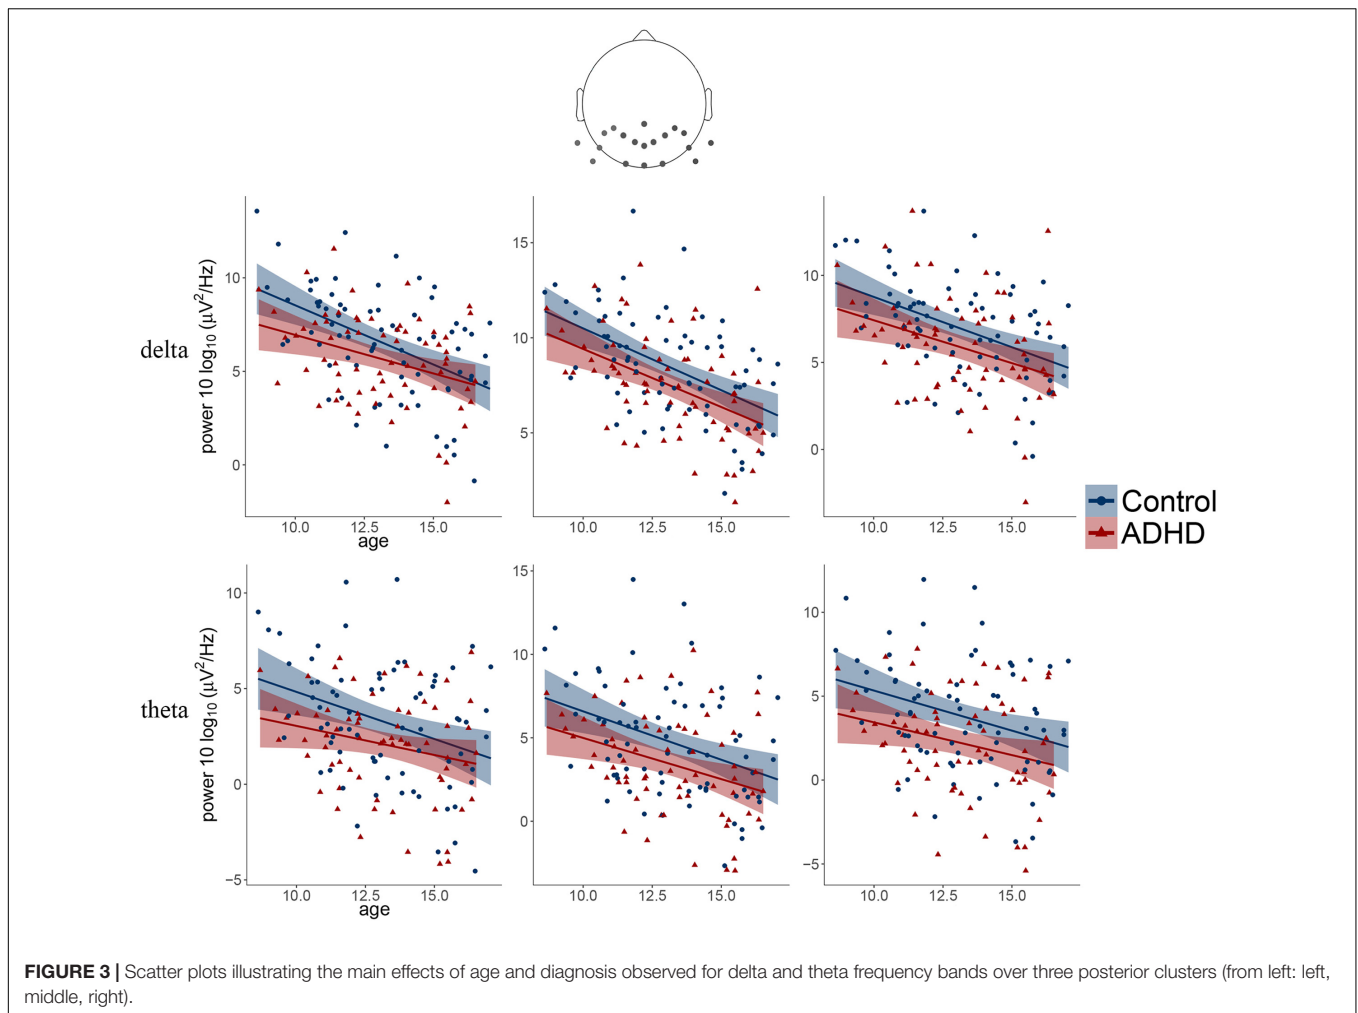 delta
power 10 log10 (μV2/Hz)
10
5
0
10.0 12.5 15.0
age
15
10
5
10.0 12.5 15.0
10
5
0
10.0 12.5 15.0
Control
ADHD
theta
power 10 log10 (μV2/Hz)
10
5
0
−5
10.0 12.5 15.0
age
15
10
5
0
10.0 12.5 15.0
10
5
0
−5
10.0 12.5 15.0
FIGURE 3 | Scatter plots illustrating the main effects of age and diagnosis observed for delta and theta frequency bands over three posterior clusters (from left: left,
middle, right).